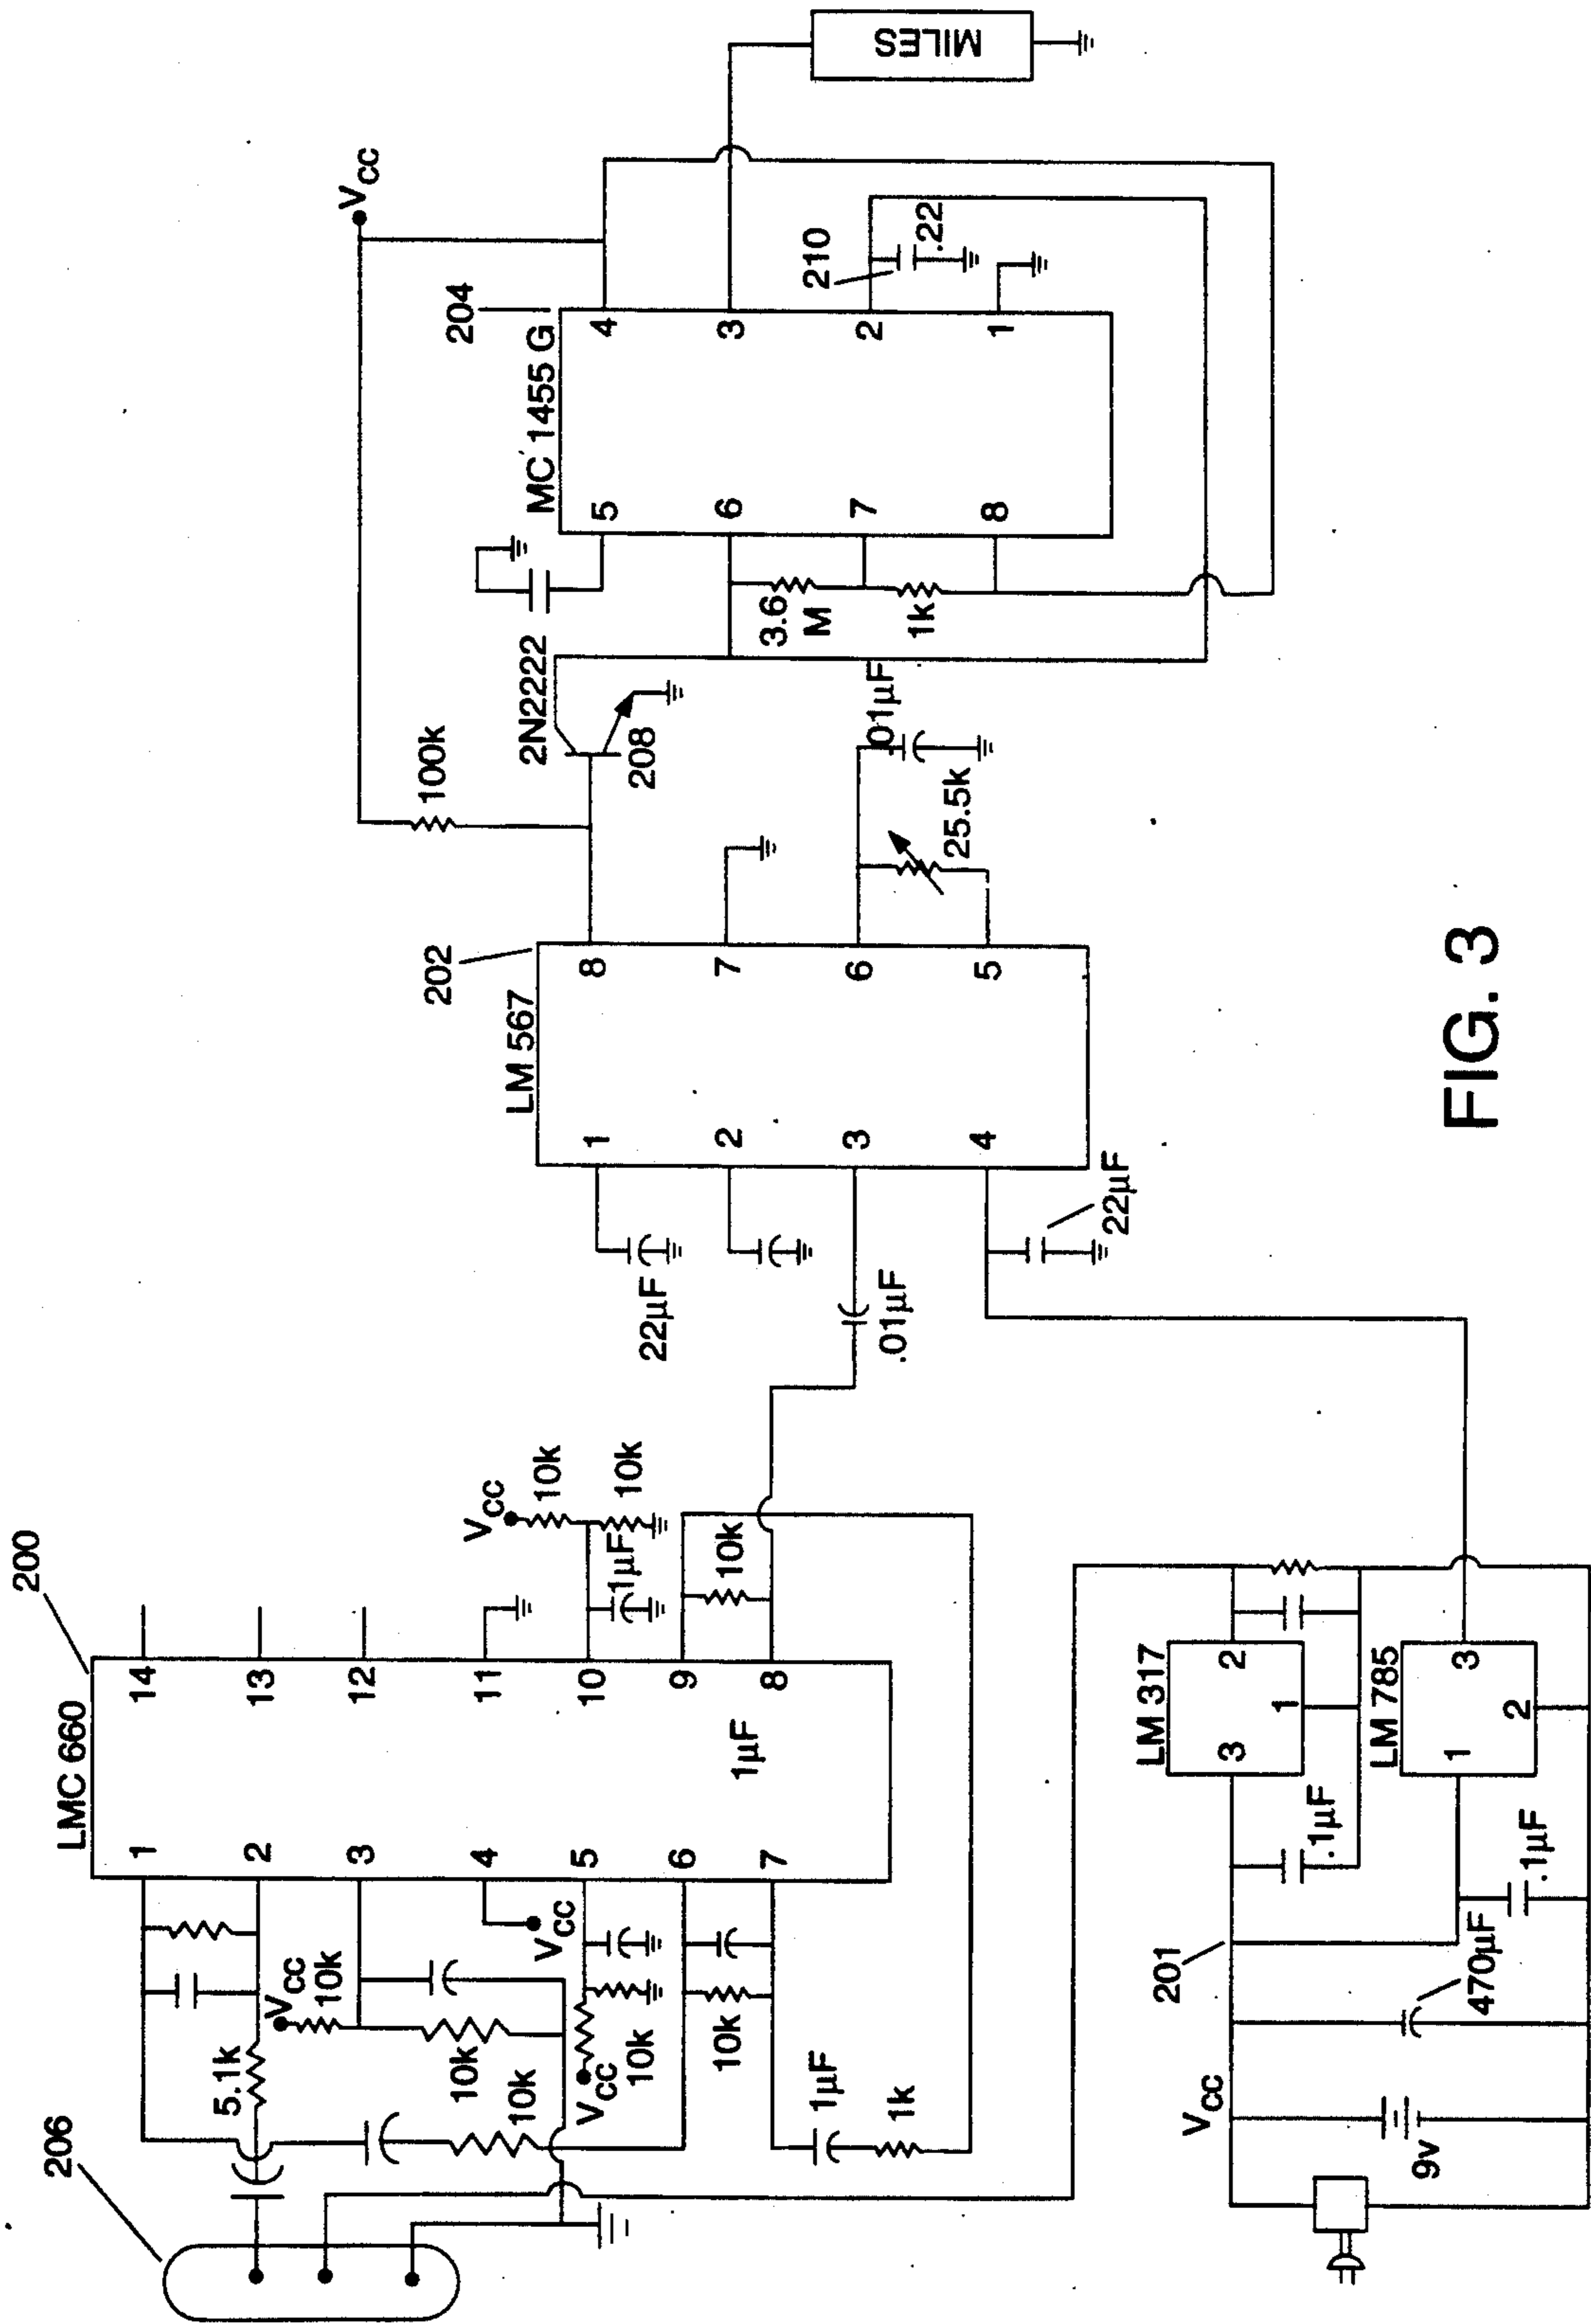 206
200
LMC 660
1
2
3
4
5
6
7
14
13
12
11
10
9
8
1µF
5.1k
VCC
10k
10k
10k
VCC
VCC
10k
10k
1µF
1k
VCC
10k
10k
1µF
10k
.01µF
202
LM 567
1
2
3
4
8
7
6
5
22µF
22µF
100k
2N2222
208
.01µF
25.5k
VCC
204
MC 1455 G
5
6
7
8
4
3
2
1
3.6
M
1k
210
.22
MILES
VCC
9v
470µF
201
.1µF
.1µF
LM 317
3
2
1
LM 785
1
3
2
FIG. 3